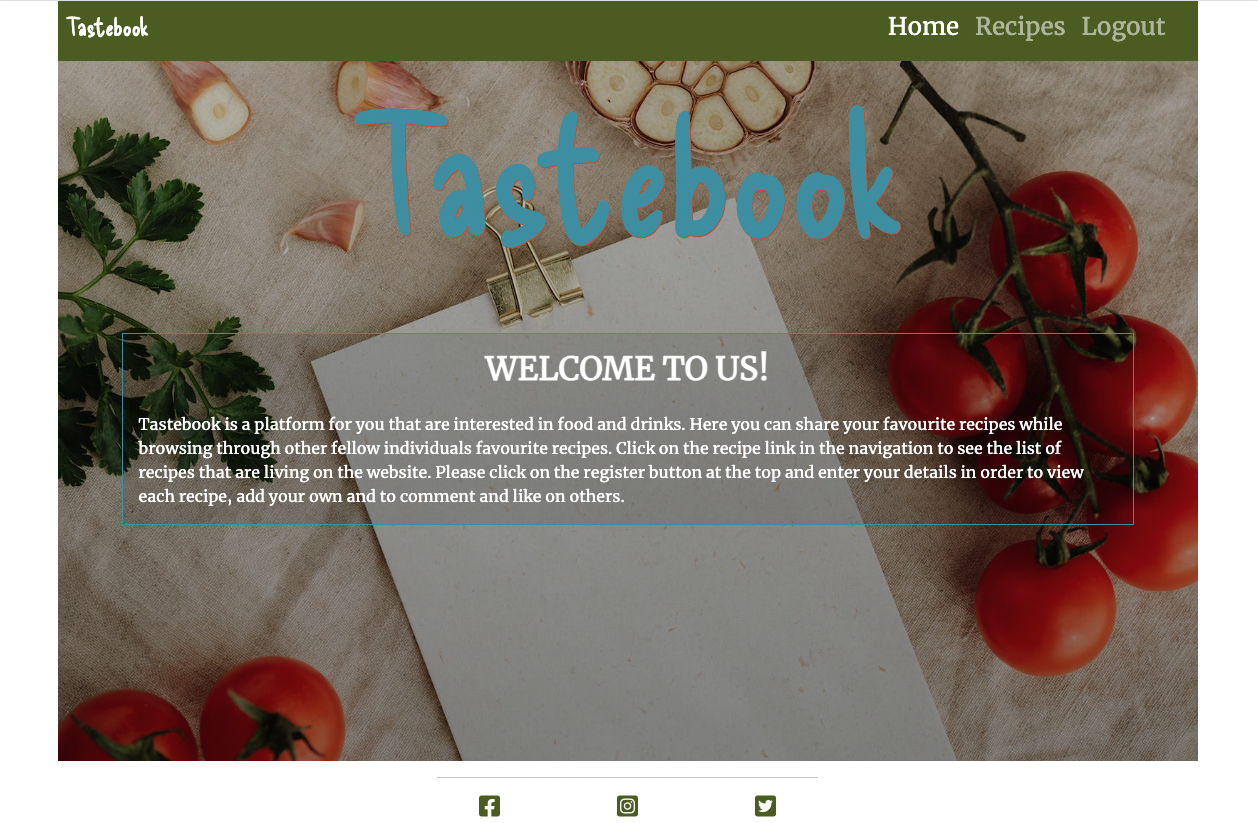 Tastebook
Home Recipes Logout
Tastebook
WELCOME TO US!
Tastebook is a platform for you that are interested in food and drinks. Here you can share your favourite recipes while
browsing through other fellow individuals favourite recipes. Click on the recipe link in the navigation to see the list of
recipes that are living on the website. Please click on the register button at the top and enter your details in order to view
each recipe, add your own and to comment and like on others.